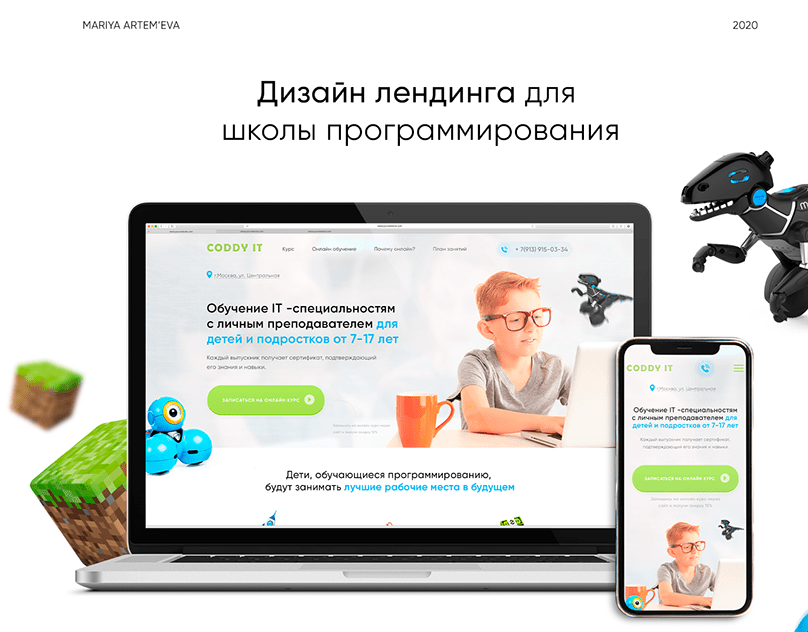 MARIYA ARTEM'EVA
2020
Дизайн лендинга для
школы программирования
CODDY IT
Курс
Онлайн обучение
Почему онлайн?
План занятий
+ 7(913) 915-03-34
г.Москва, ул. Центральная
Обучение IT -специальностям
с личным преподавателем для
детей и подростков от 7-17 лет
Каждый выпускник получает сертификат, подтверждающий
его знания и навыки.
ЗАПИСАТЬСЯ НА ОНЛАЙН КУРС
Дети, обучающиеся программированию,
будут занимать лучшие рабочие места в будущем
CODDY IT
г.Москва, ул. Центральная
Обучение IT -специальностям
с личным преподавателем для
детей и подростков от 7-17 лет
Каждый выпускник получает сертификат,
подтверждающий его знания и навыки
ЗАПИСАТЬСЯ НА ОНЛАЙН КУРС